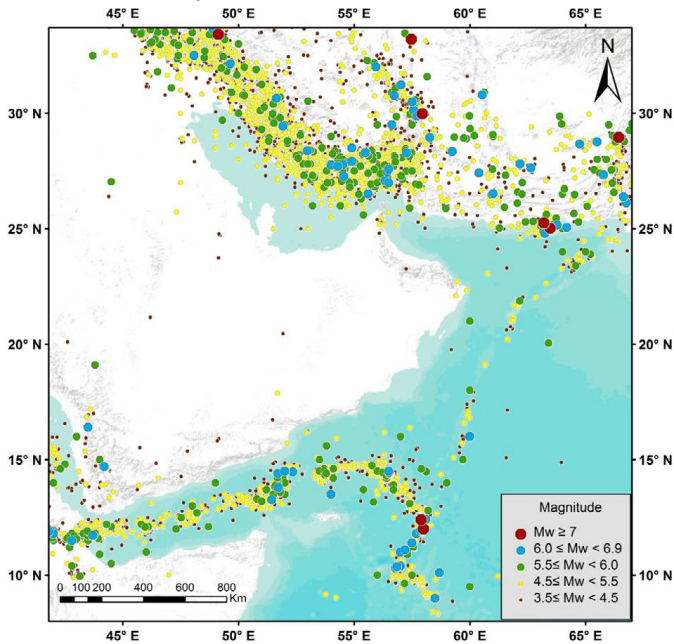 45° E 50° E 55° E 60° E 65° E
N
30° N 30° N
25° N 25° N
20° N 20° N
15° N 15° N
10° N 10° N
Magnitude
Mw ≥ 7
6.0 ≤ Mw < 6.9
5.5≤ Mw < 6.0
4.5≤ Mw < 5.5
3.5≤ Mw < 4.5
0 100 200 400 600 800
Km
45° E 50° E 55° E 60° E 65° E